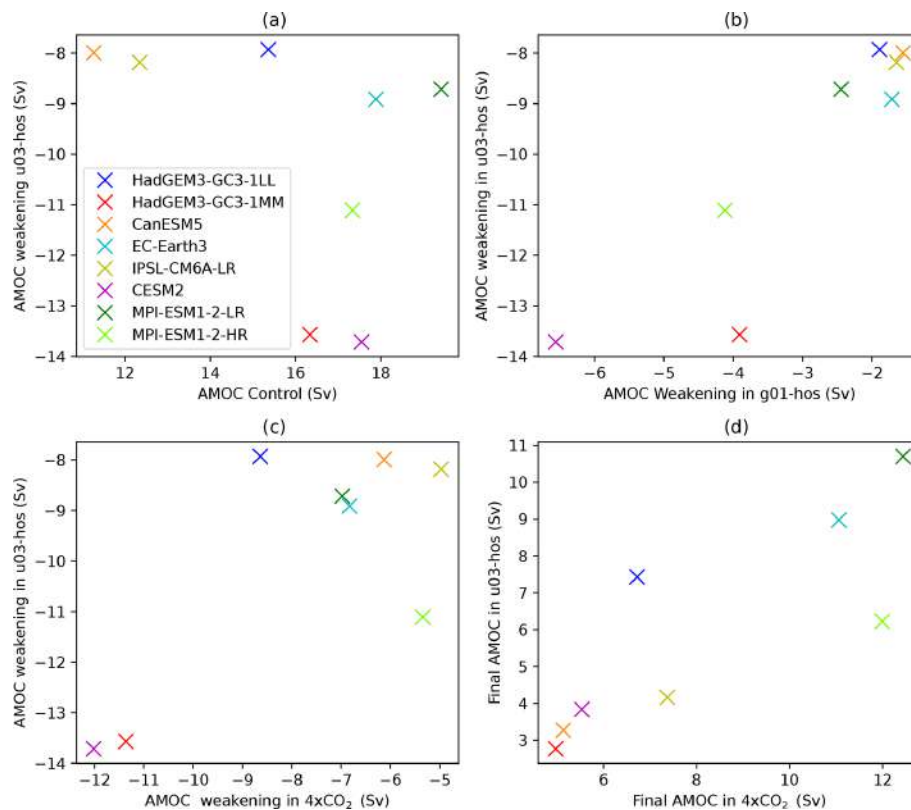 (a)
AMOC weakening u03-hos (Sv)
−8
−9
−10
−11
−12
−13
−14
HadGEM3-GC3-1LL
HadGEM3-GC3-1MM
CanESM5
EC-Earth3
IPSL-CM6A-LR
CESM2
MPI-ESM1-2-LR
MPI-ESM1-2-HR
12 14 16 18
AMOC Control (Sv)
(b)
AMOC weakening in u03-hos (Sv)
−8
−9
−10
−11
−12
−13
−14
−6 −5 −4 −3 −2
AMOC Weakening in g01-hos (Sv)
(c)
AMOC weakening in u03-hos (Sv)
−8
−9
−10
−11
−12
−13
−14
−12 −11 −10 −9 −8 −7 −6 −5
AMOC weakening in 4xCO₂ (Sv)
(d)
Final AMOC in u03-hos (Sv)
11
10
9
8
7
6
5
4
3
6 8 10 12
Final AMOC in 4xCO₂ (Sv)